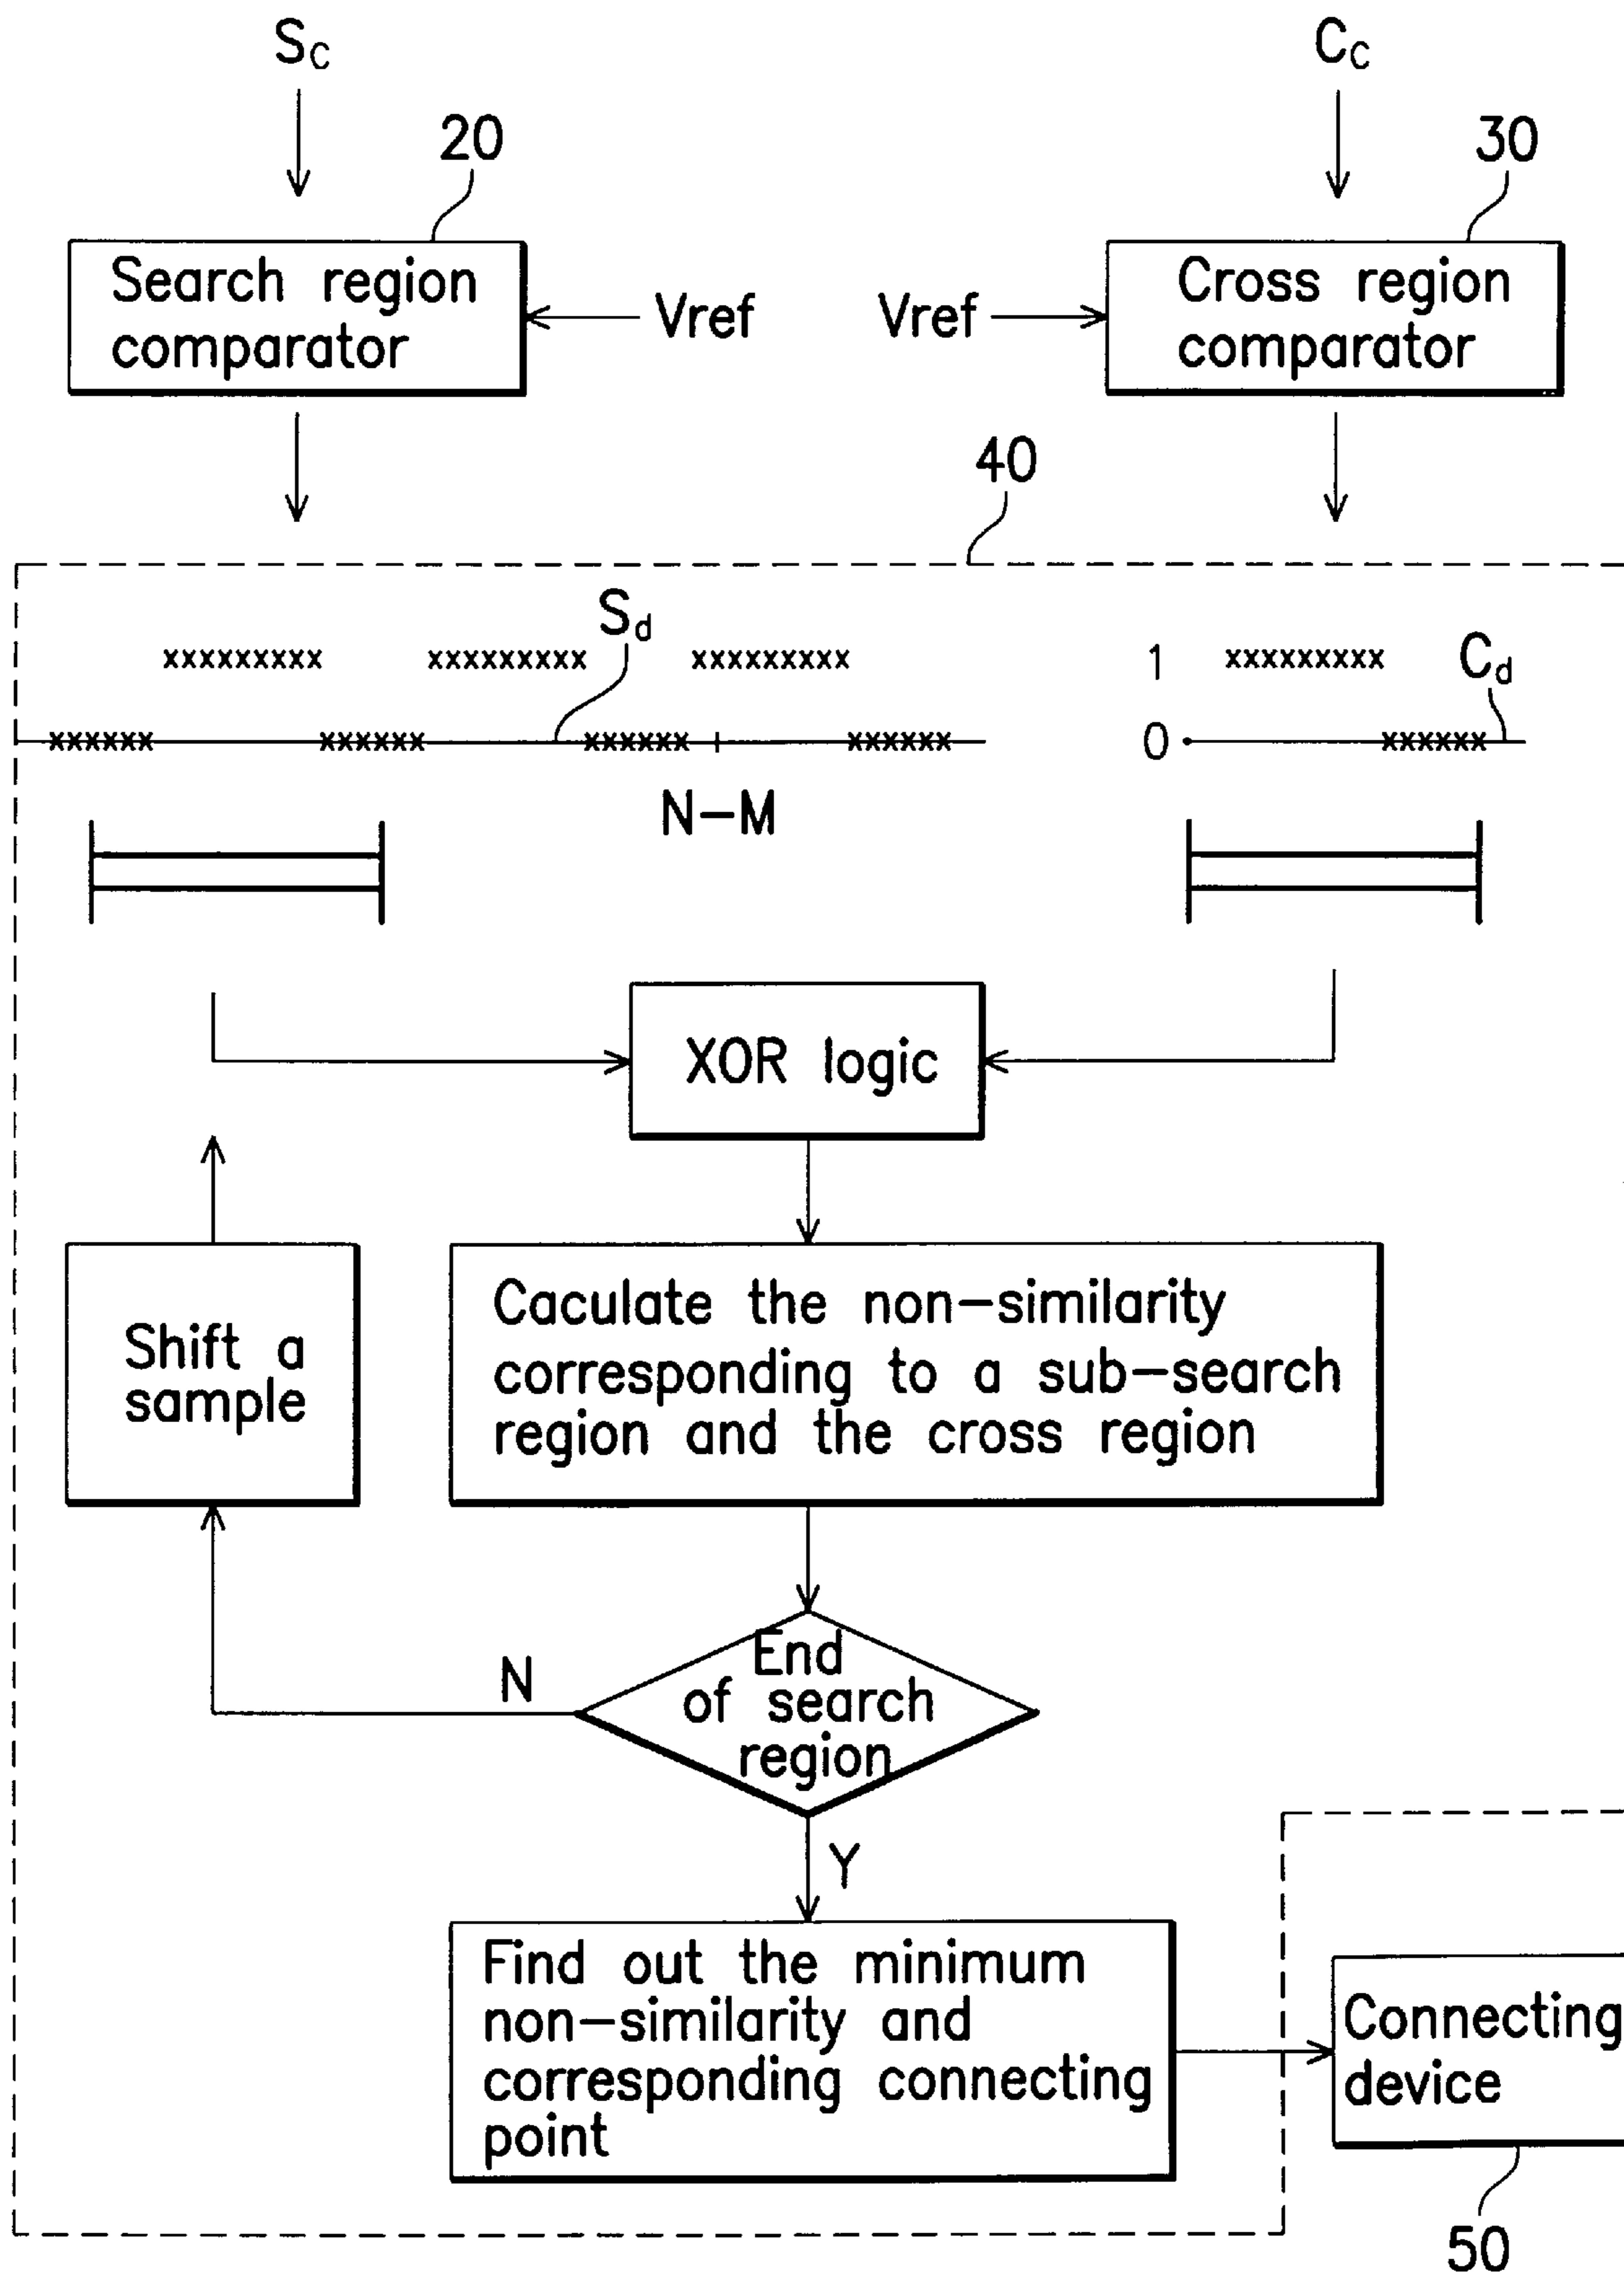 Sc
Cc
20
30
Search region
comparator
Vref
Vref
Cross region
comparator
40
Sd
xxxxxxxxx xxxxxxxxx xxxxxxxxx
1
xxxxxxxxx
Cd
xxxxxx xxxxxx xxxxxx xxxxxx
0
xxxxxx
N-M
XOR logic
Shift a
sample
Caculate the non-similarity
corresponding to a sub-search
region and the cross region
N
End
of search
region
Y
Find out the minimum
non-similarity and
corresponding connecting
point
Connecting
device
50